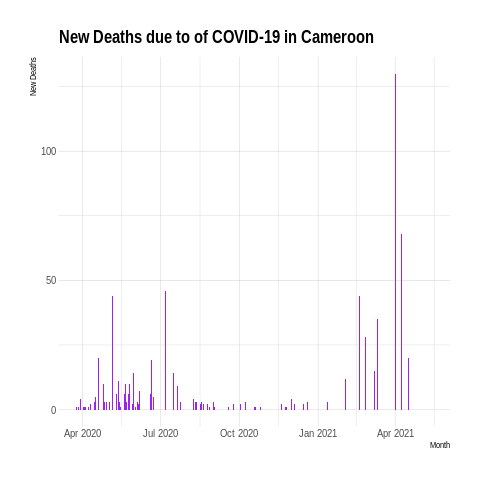 New Deaths due to of COVID-19 in Cameroon
New Deaths
100
50
0
Apr 2020 Jul 2020 Oct 2020 Jan 2021 Apr 2021
Month